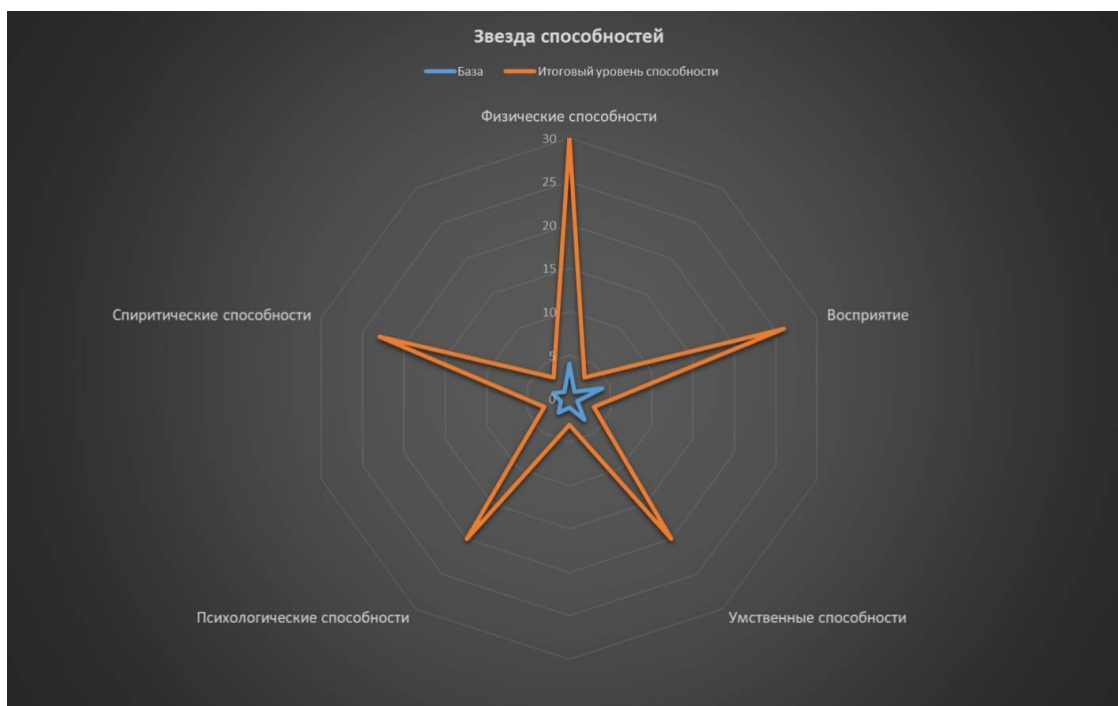 Звезда способностей
База
Итоговый уровень способности
Физические способности
30
25
20
15
10
5
0
Восприятие
Спиритические способности
Умственные способности
Психологические способности